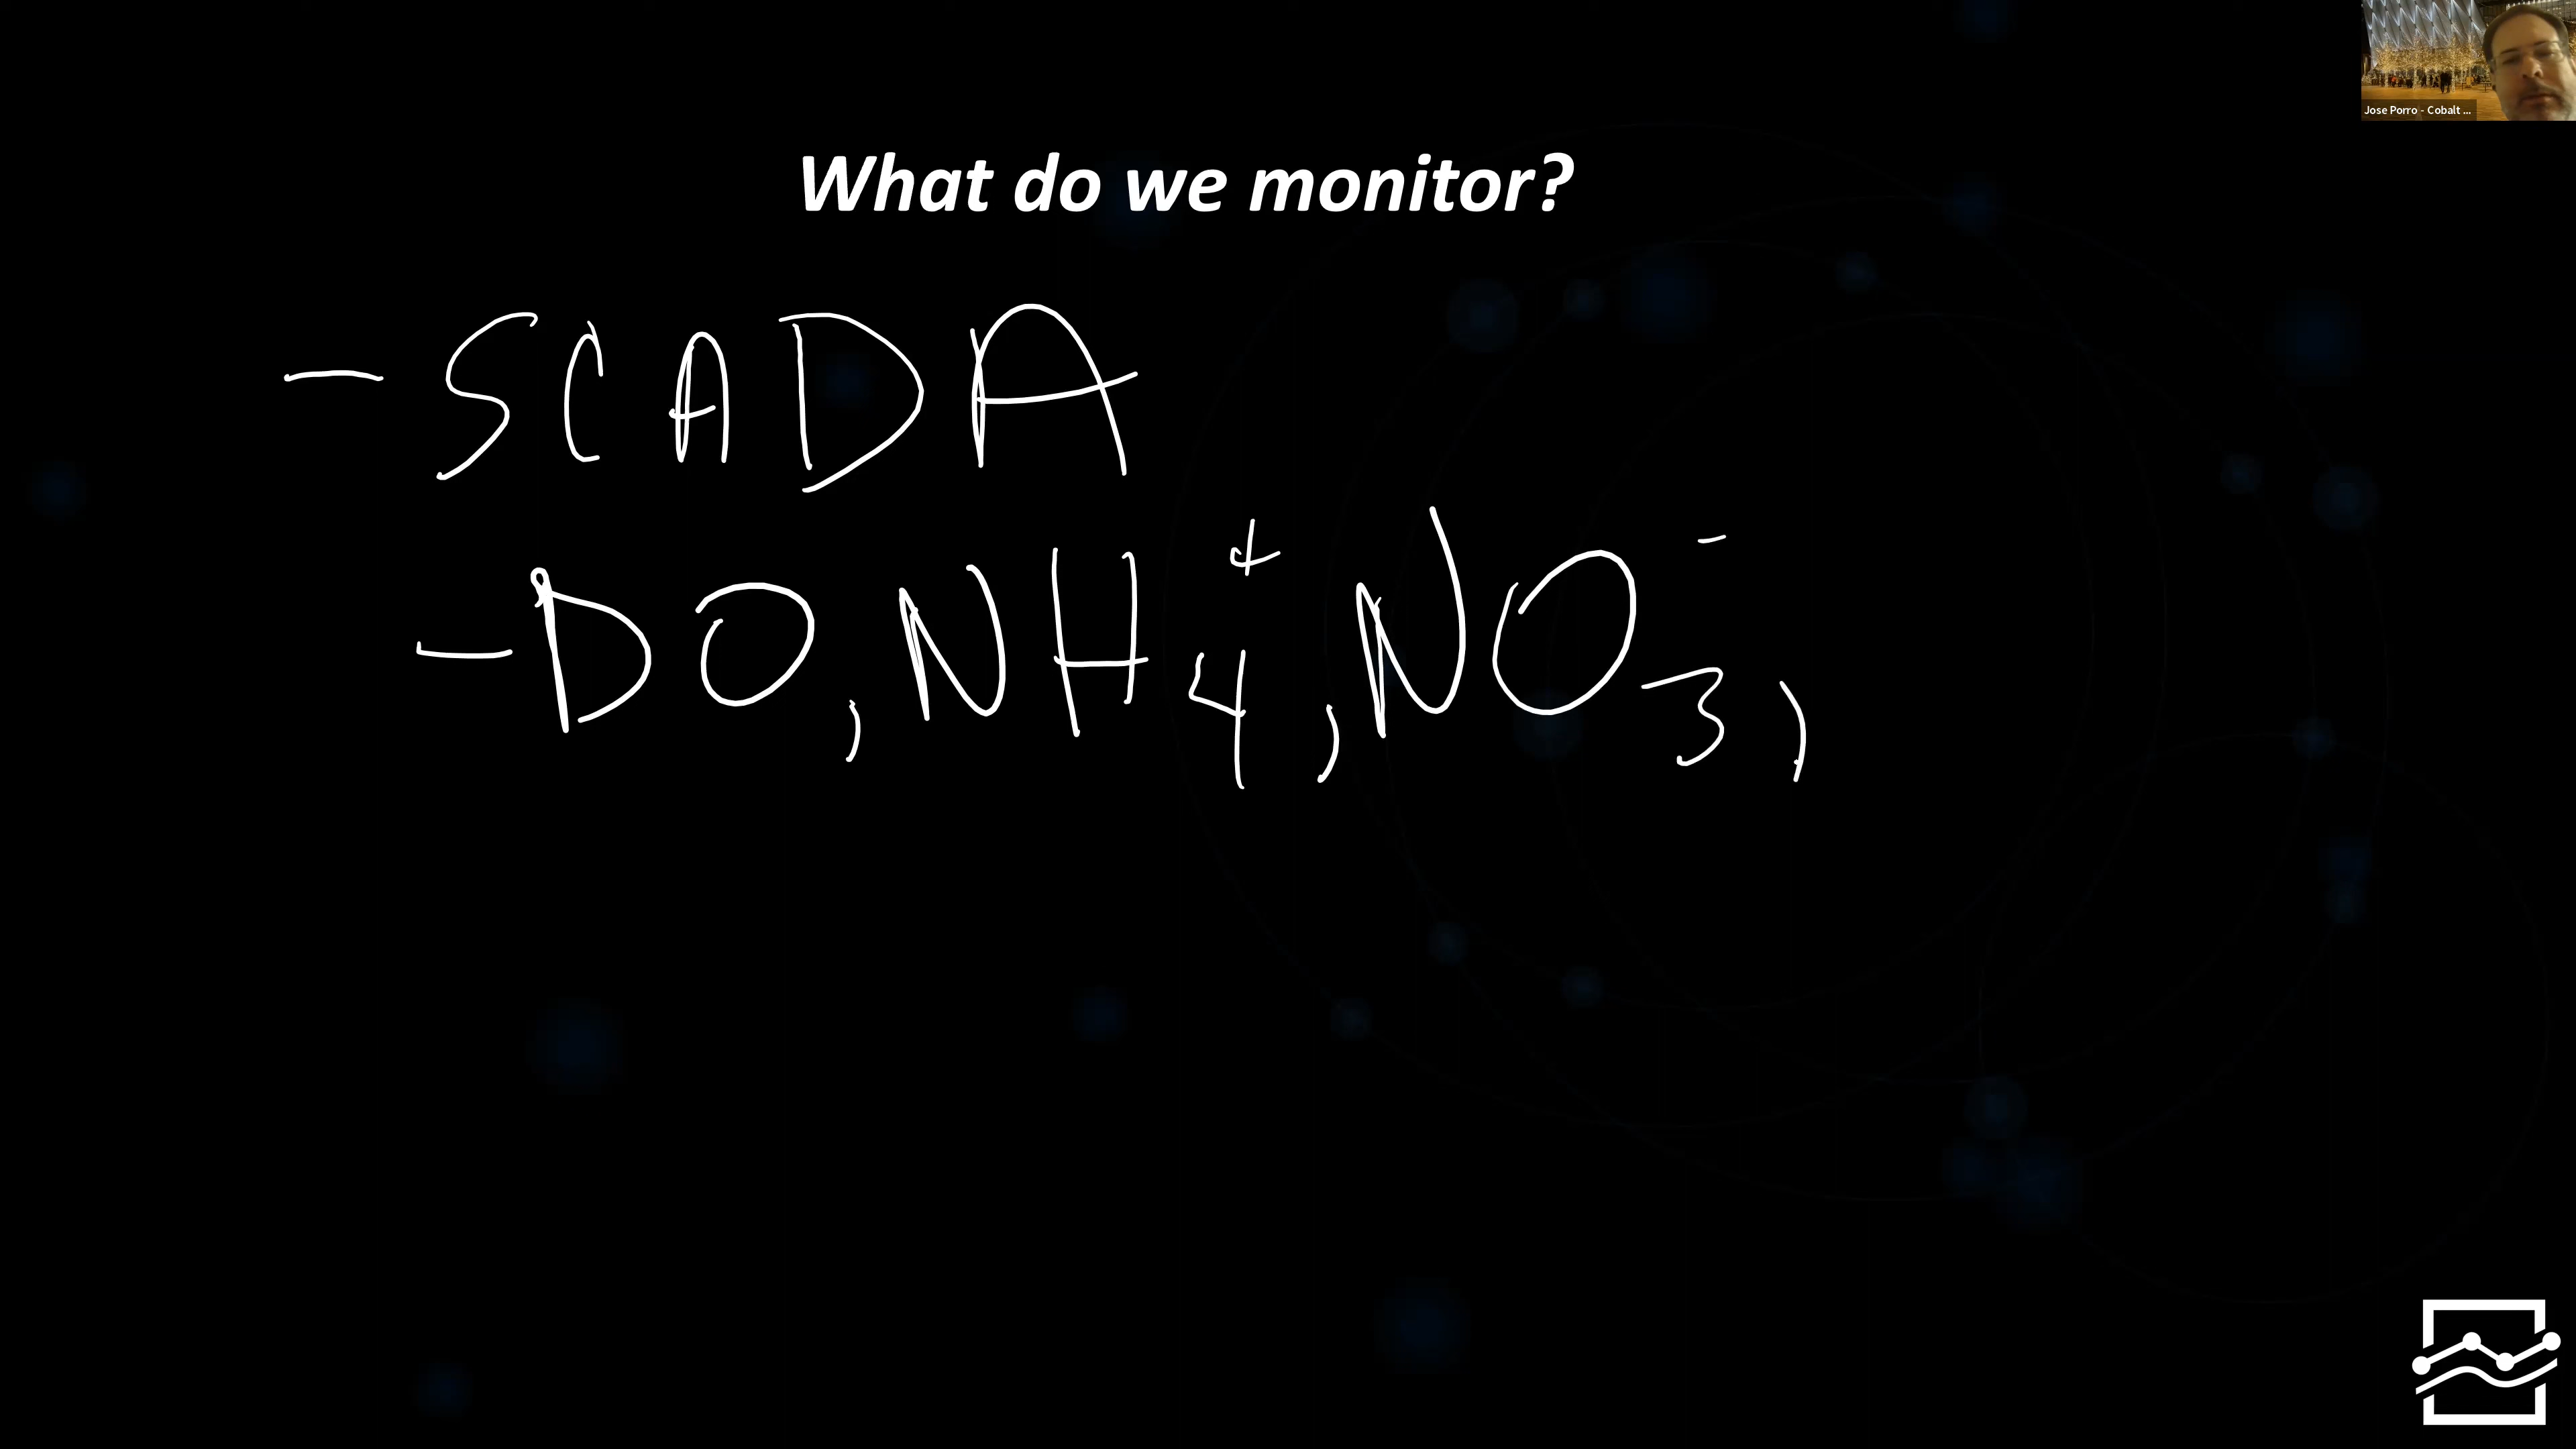 Jose Porro - Cobalt ...
What do we monitor?
- SCADA
- DO, NH₄⁺, NO₃⁻,